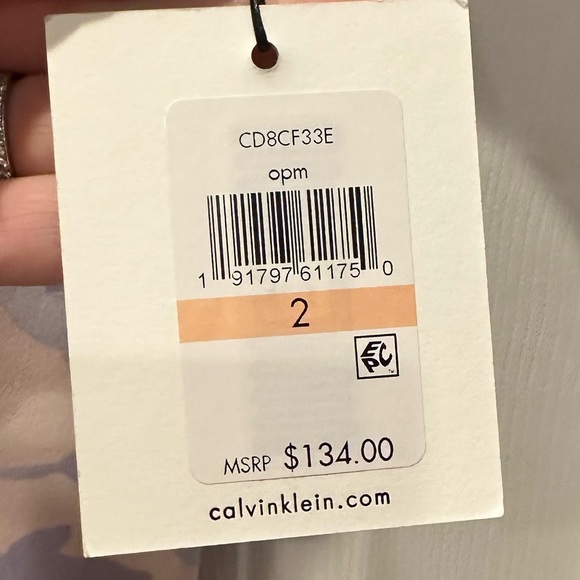 CD8CF33E
opm
1 91797 61175 0
2
EPC
MSRP $134.00
calvinklein.com